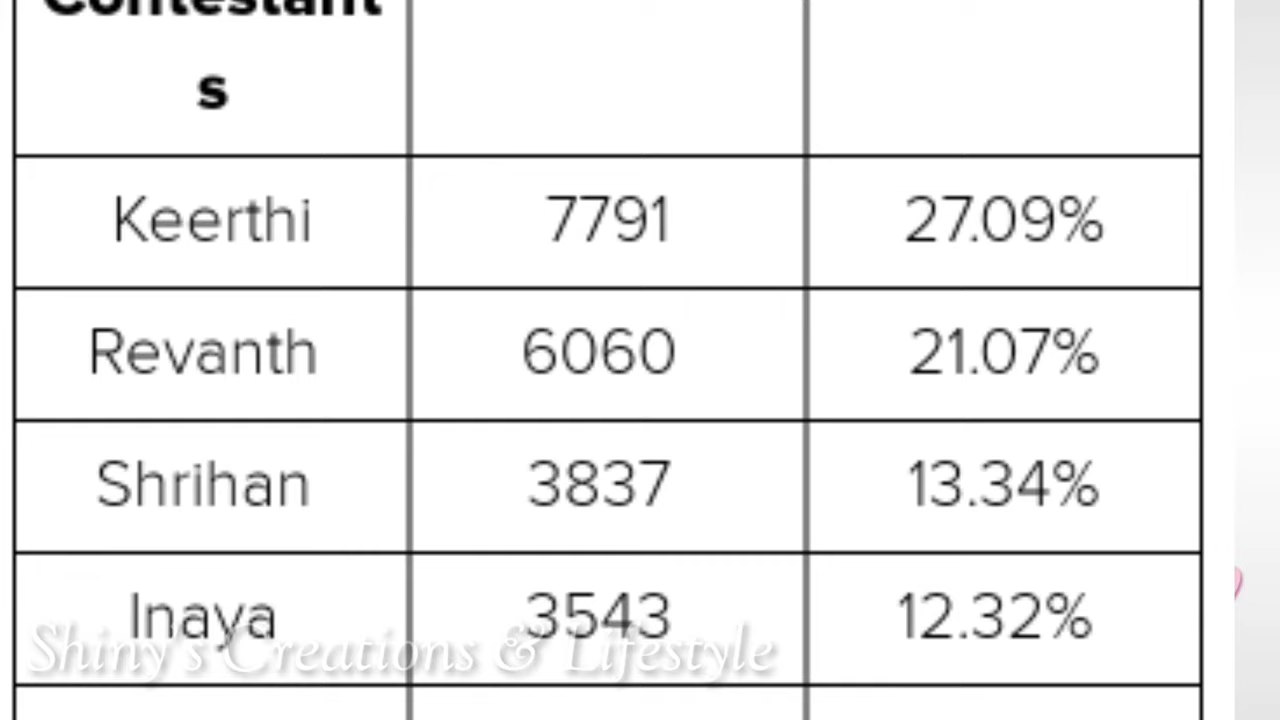 Contestant
s
Keerthi 7791 27.09%
Revanth 6060 21.07%
Shrihan 3837 13.34%
Inaya 3543 12.32%
Shiny's Creations & Lifestyle